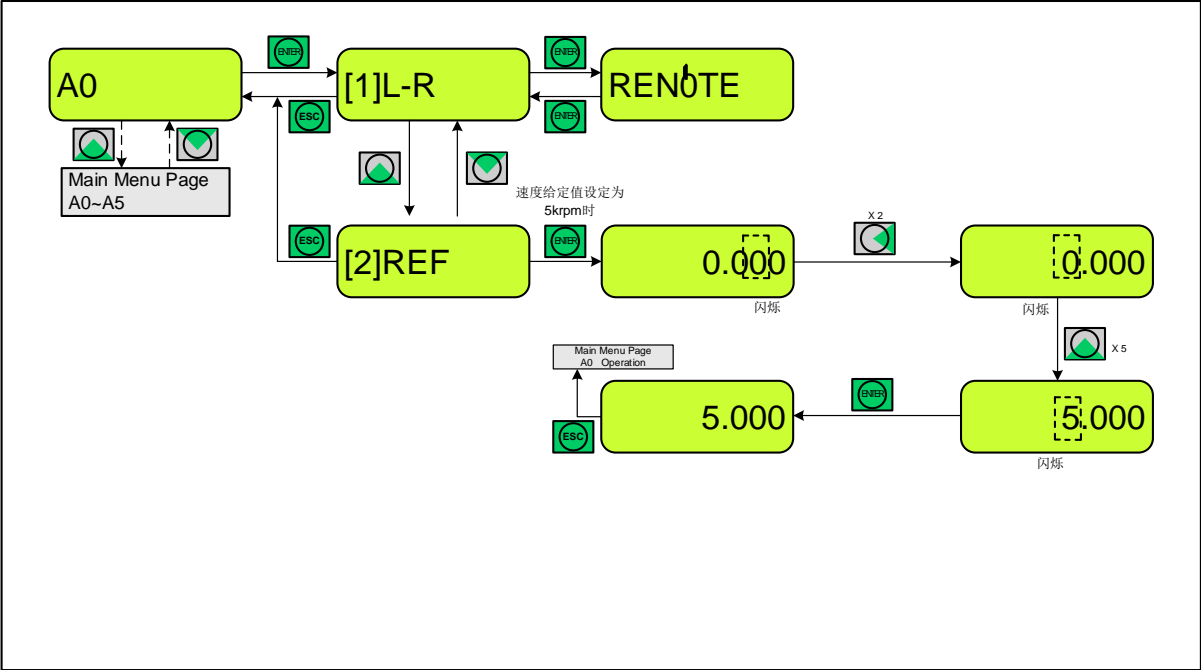 ENTER
ENTER
A0
[1]L-R
REN0TE
ESC
ENTER
Main Menu Page
A0~A5
速度给定值设定为
5krpm时
X 2
ESC
ENTER
[2]REF
0.000
0.000
闪烁
闪烁
Main Menu Page
A0 Operation
X 5
ENTER
5.000
5.000
ESC
闪烁